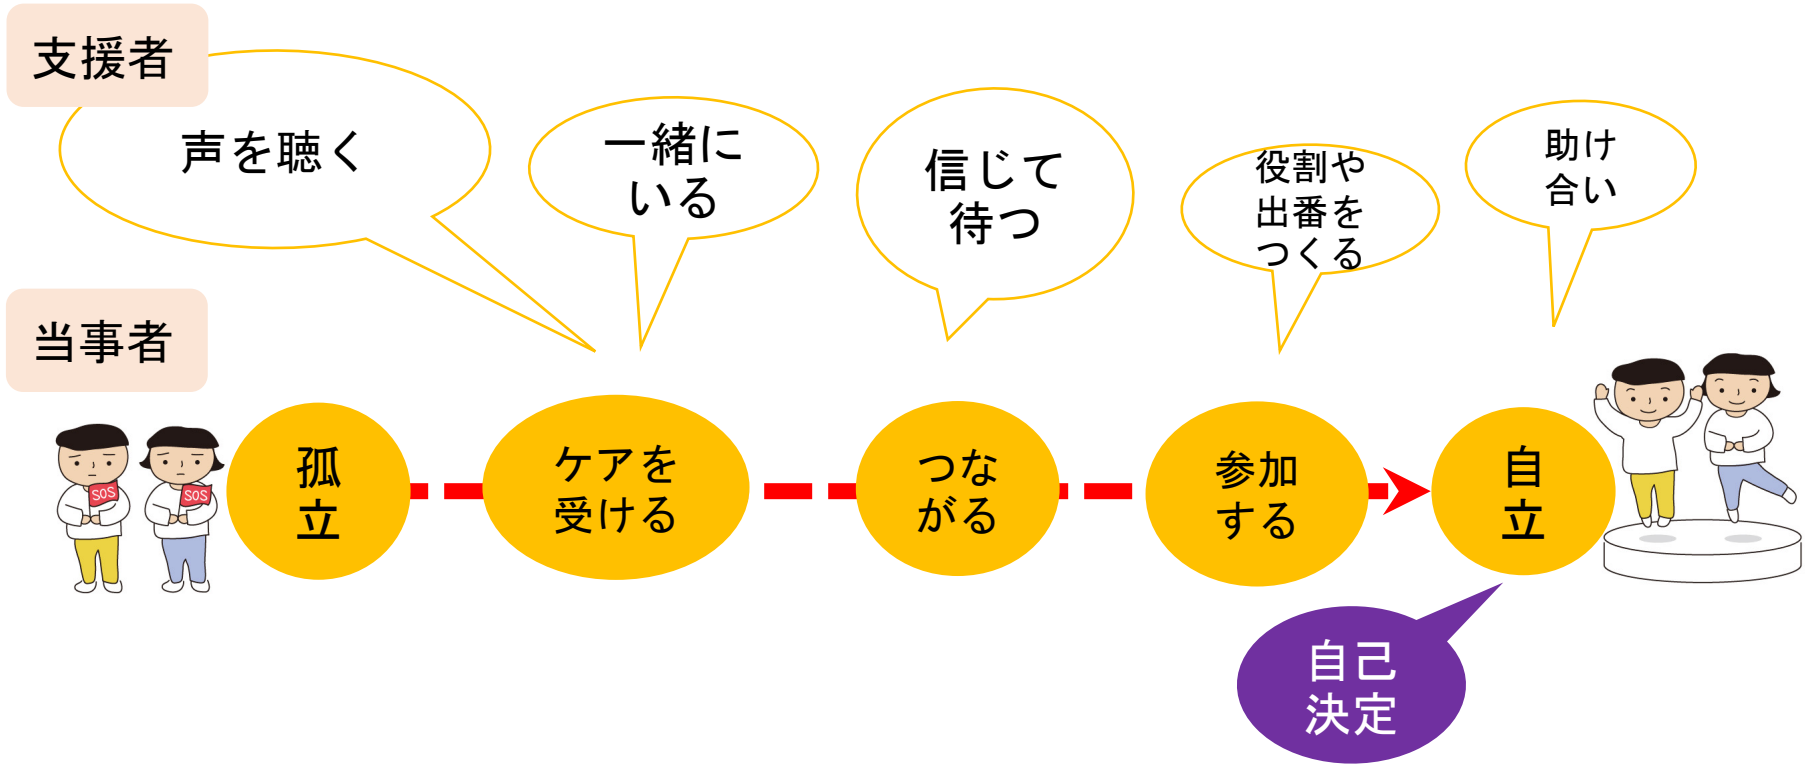 支援者
声を聴く
一緒に
いる
信じて
待つ
役割や
出番を
つくる
助け
合い
当事者
SOS
SOS
孤
立
ケアを
受ける
つな
がる
参加
する
自
立
自己
決定